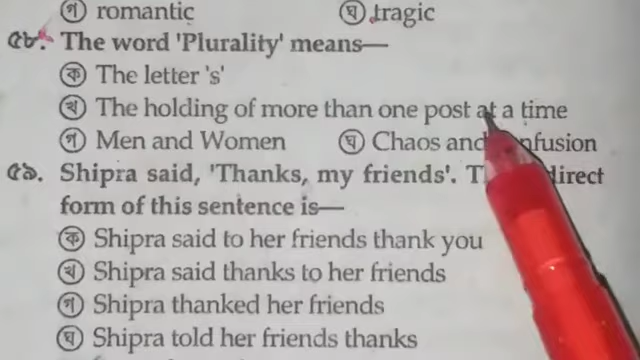 গ romantic ঘ tragic
৫৮. The word 'Plurality' means—
ক The letter 's'
খ The holding of more than one post at a time
গ Men and Women ঘ Chaos and
৫৯. Shipra said, 'Thanks, my friends'.
form of this sentence is—
ক Shipra said to her friends thank you
খ Shipra said thanks to her friends
গ Shipra thanked her friends
ঘ Shipra told her friends thanks